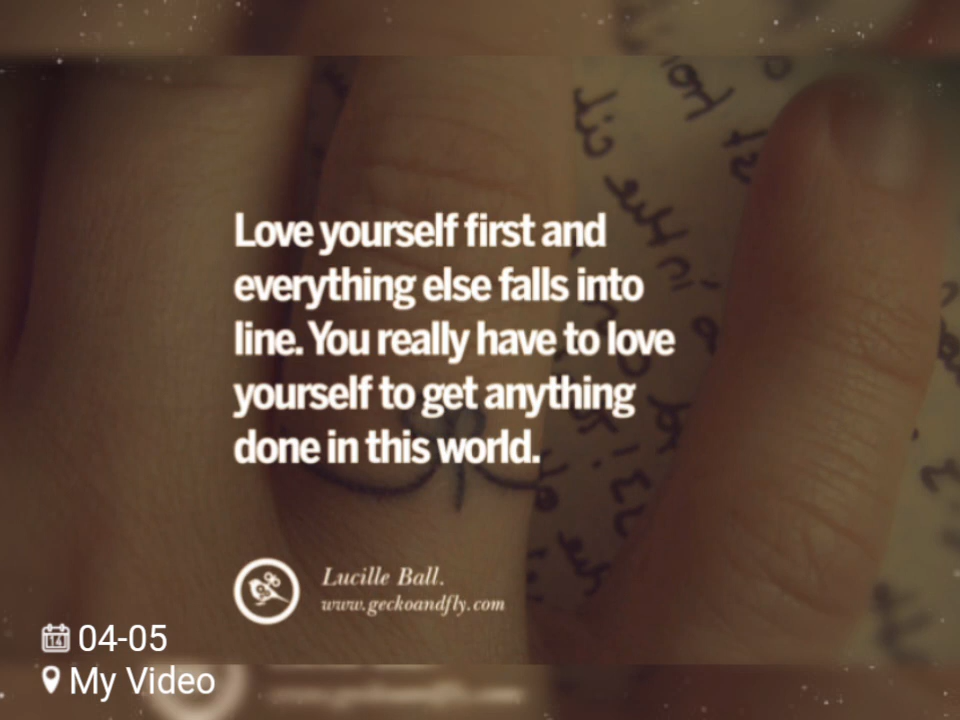 Love yourself first and
everything else falls into
line. You really have to love
yourself to get anything
done in this world.
Lucille Ball.
www.geckoandfly.com
04-05
My Video